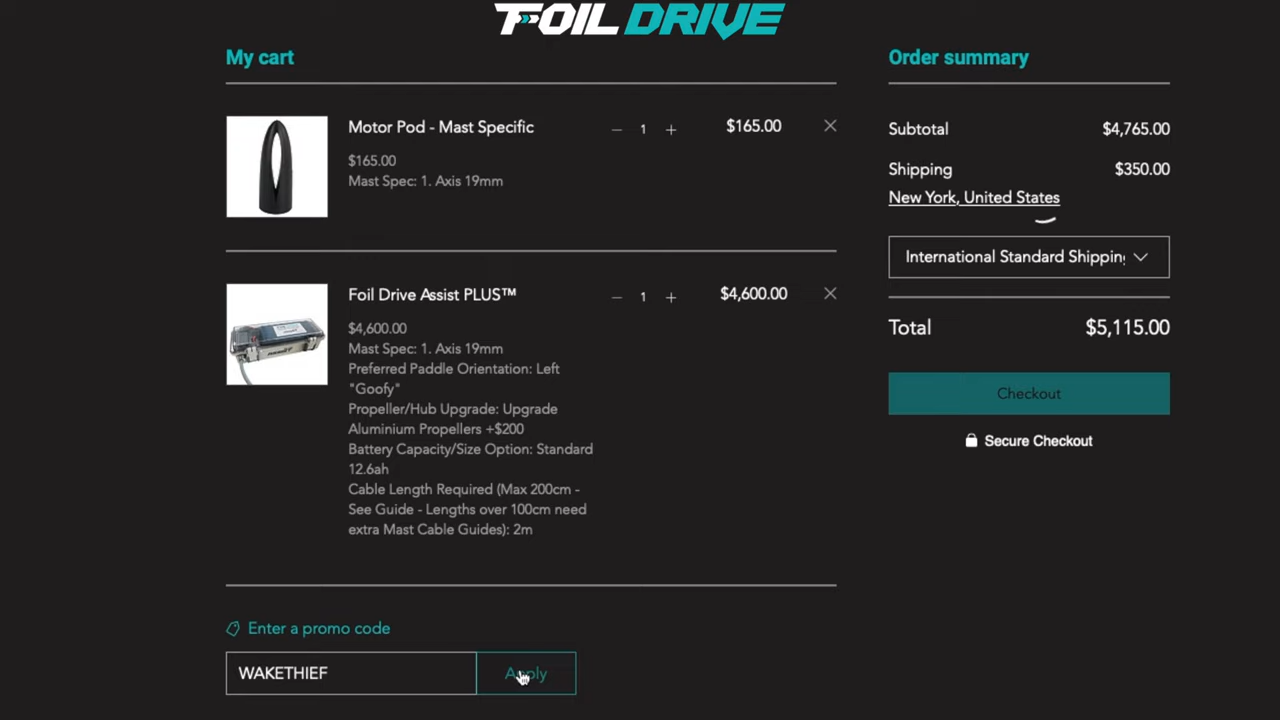 FOIL DRIVE
My cart
Order summary
Motor Pod - Mast Specific
1
$165.00
$165.00
Mast Spec: 1. Axis 19mm
Subtotal $4,765.00
Shipping $350.00
New York, United States
International Standard Shipping
Total $5,115.00
Checkout
Secure Checkout
Foil Drive Assist PLUS™
1
$4,600.00
$4,600.00
Mast Spec: 1. Axis 19mm
Preferred Paddle Orientation: Left
"Goofy"
Propeller/Hub Upgrade: Upgrade
Aluminium Propellers +$200
Battery Capacity/Size Option: Standard
12.6ah
Cable Length Required (Max 200cm -
See Guide - Lengths over 100cm need
extra Mast Cable Guides): 2m
Enter a promo code
WAKETHIEF
Apply